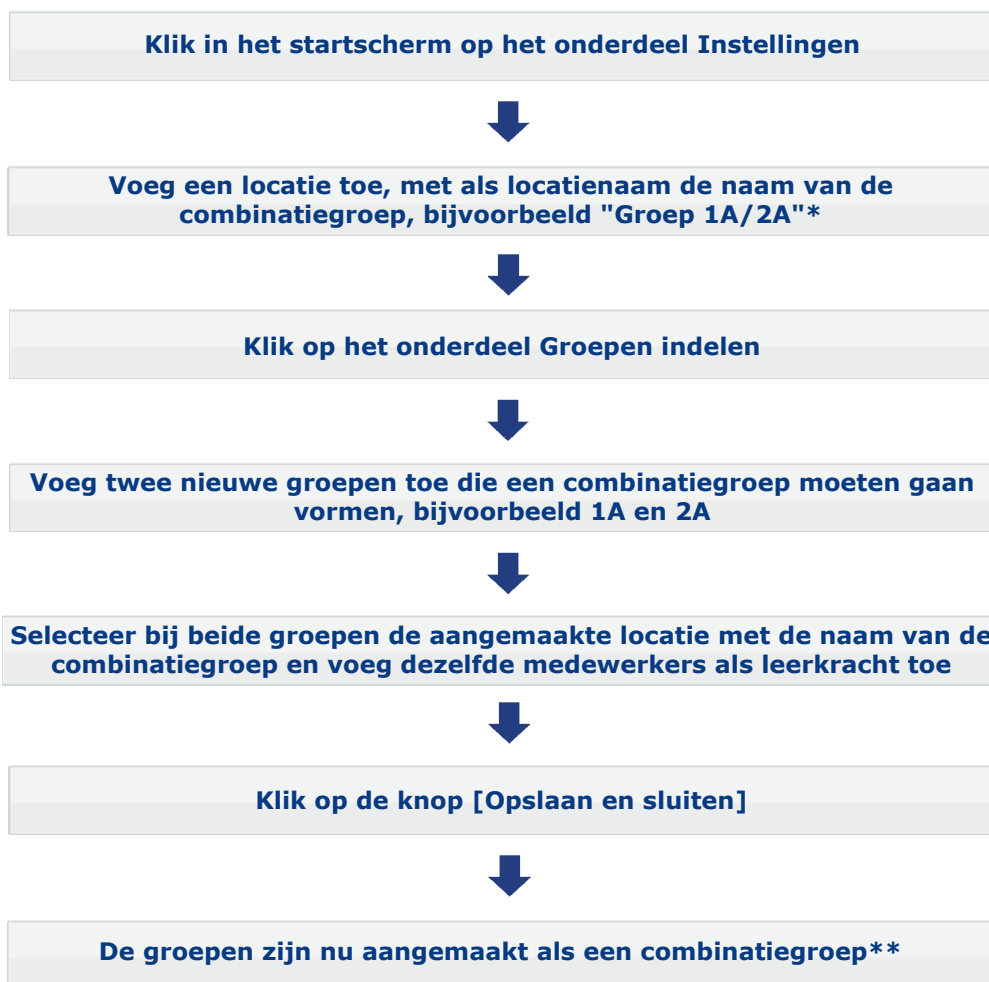 Klik in het startscherm op het onderdeel Instellingen
Voeg een locatie toe, met als locatienaam de naam van de
combinatiegroep, bijvoorbeeld "Groep 1A/2A"*
Klik op het onderdeel Groepen indelen
Voeg twee nieuwe groepen toe die een combinatiegroep moeten gaan
vormen, bijvoorbeeld 1A en 2A
Selecteer bij beide groepen de aangemaakte locatie met de naam van de
combinatiegroep en voeg dezelfde medewerkers als leerkracht toe
Klik op de knop [Opslaan en sluiten]
De groepen zijn nu aangemaakt als een combinatiegroep**